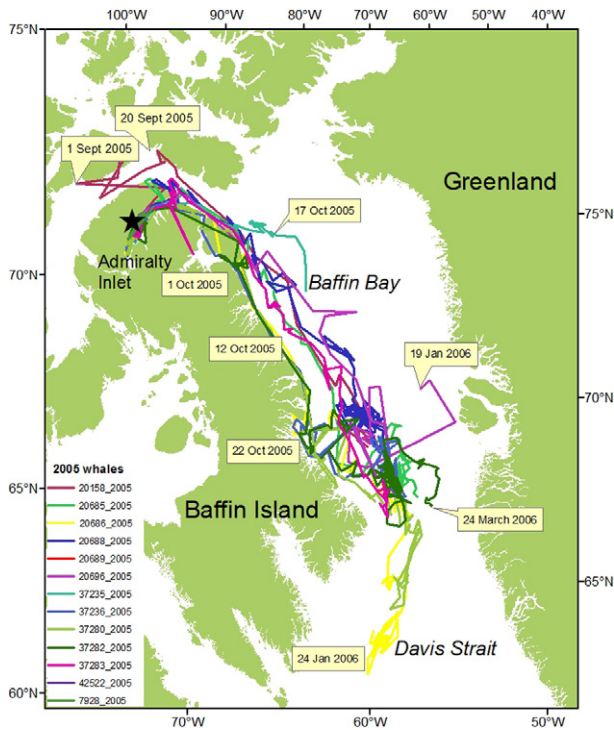 100°W 90°W 80°W 70°W 60°W 50°W 40°W
75°N
20 Sept 2005
1 Sept 2005
Greenland
17 Oct 2005
75°N
Admiralty
Inlet
70°N
1 Oct 2005
Baffin Bay
12 Oct 2005
19 Jan 2006
70°N
22 Oct 2005
2005 whales
20158_2005
20685_2005
20686_2005
20688_2005
20689_2005
20696_2005
37235_2005
37236_2005
37280_2005
37282_2005
37283_2005
42522_2005
7928_2005
65°N
Baffin Island
24 March 2006
65°N
24 Jan 2006
Davis Strait
60°N
70°W 60°W 50°W